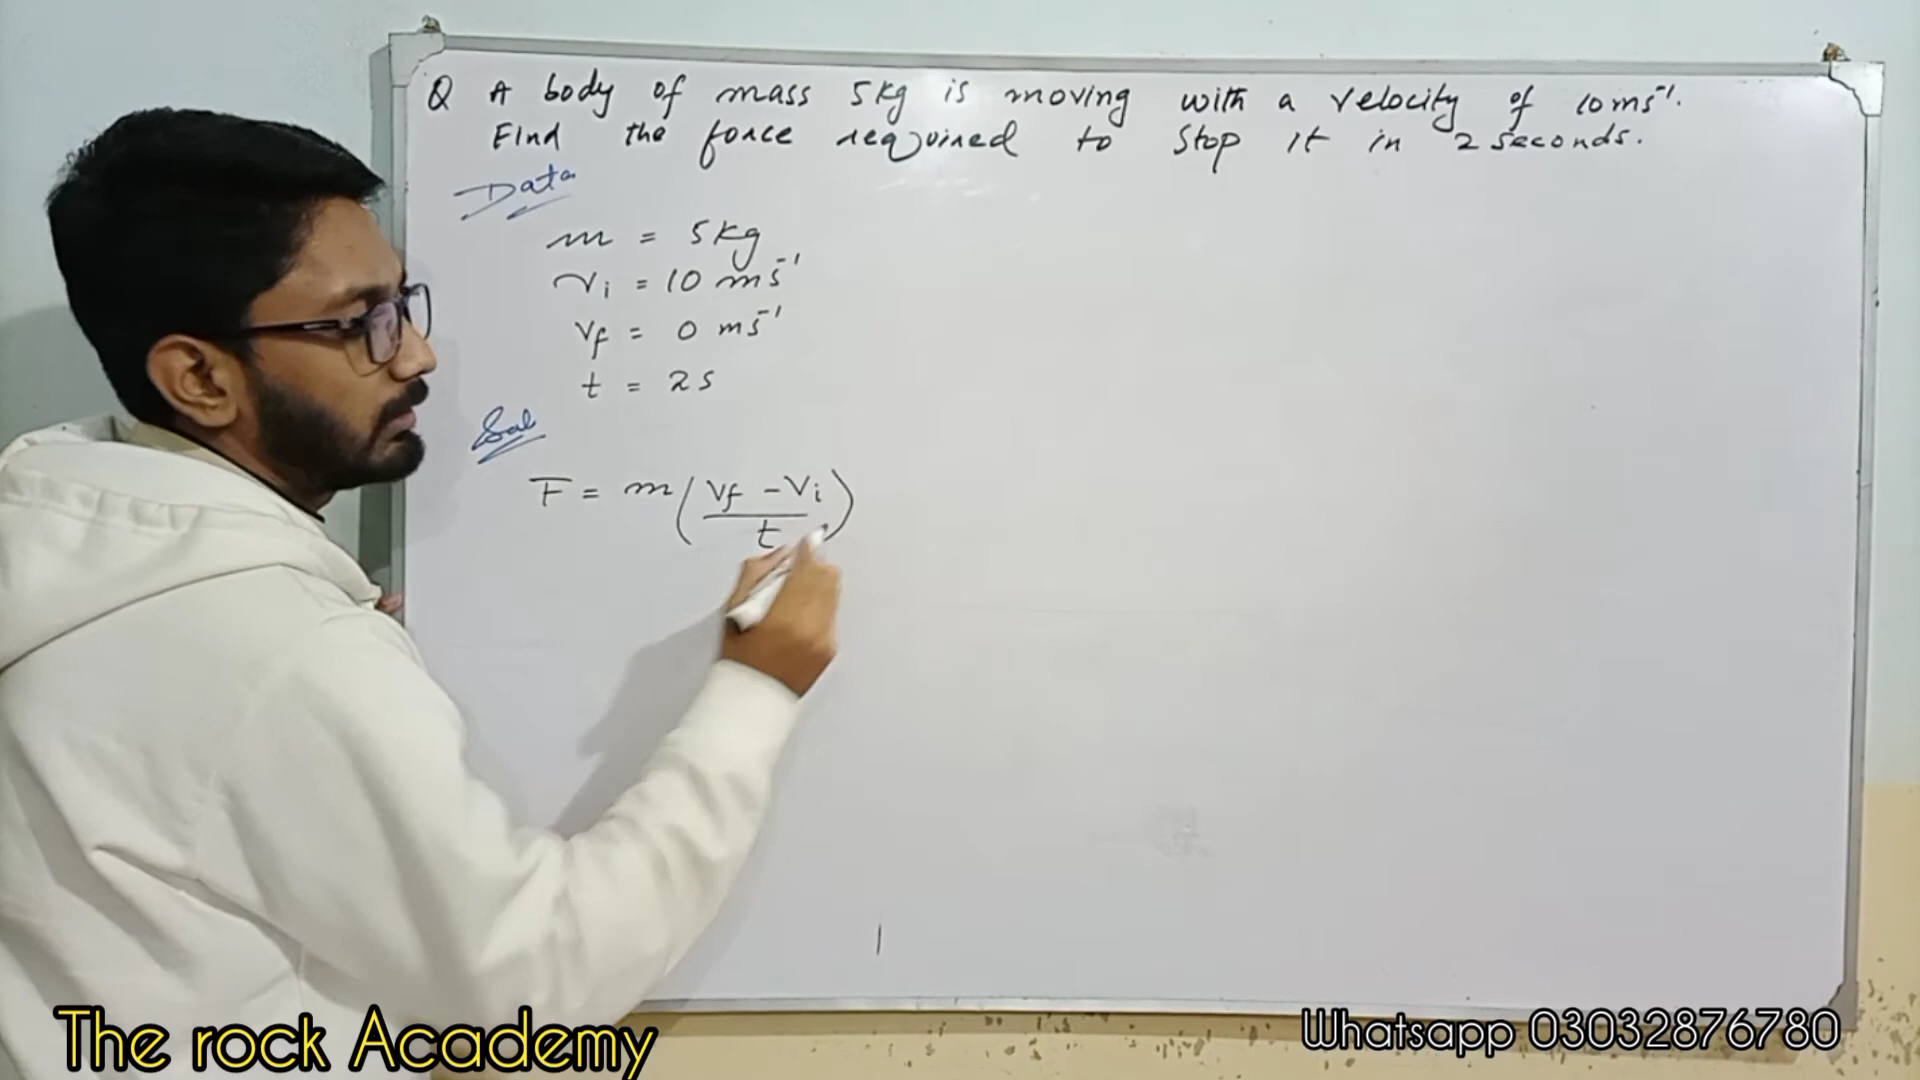 Q A body of mass 5kg is moving with a velocity of 10 ms⁻¹.
Find the force required to stop it in 2 seconds.
Data
m = 5kg
vi = 10 ms⁻¹
vf = 0 ms⁻¹
t = 2s
Sol
F = m(vf - vi / t)
The rock Academy
Whatsapp 03032876780